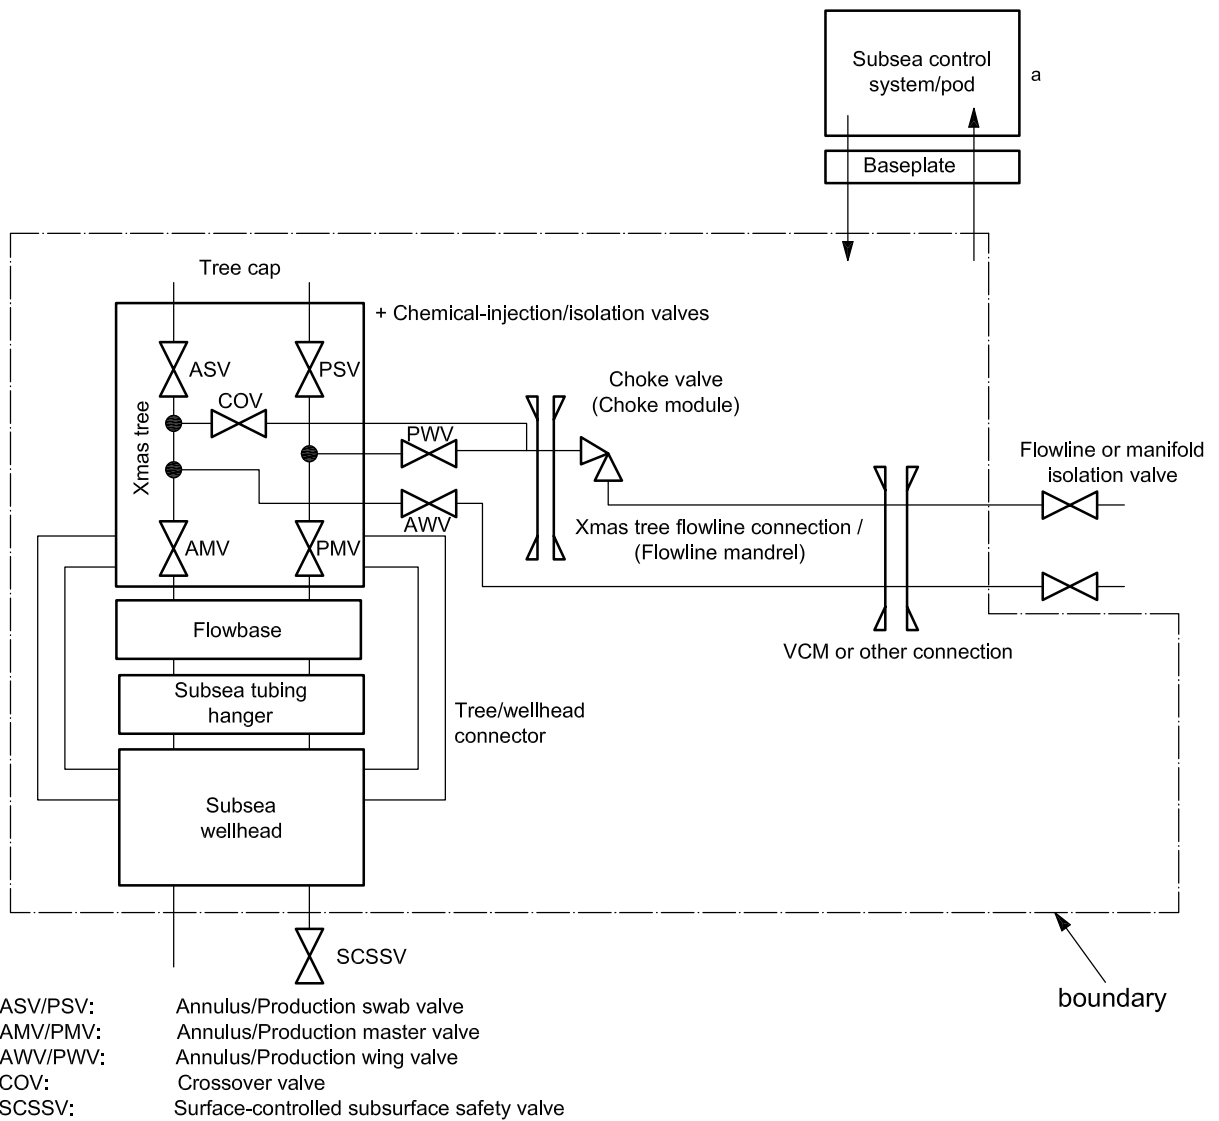 Subsea control
system/pod
a
Baseplate
Tree cap
+ Chemical-injection/isolation valves
ASV
PSV
COV
Xmas tree
PWV
AWV
AMV
PMV
Choke valve
(Choke module)
Flowline or manifold
isolation valve
Xmas tree flowline connection /
(Flowline mandrel)
VCM or other connection
Flowbase
Subsea tubing
hanger
Tree/wellhead
connector
Subsea
wellhead
SCSSV
boundary
ASV/PSV: Annulus/Production swab valve
AMV/PMV: Annulus/Production master valve
AWV/PWV: Annulus/Production wing valve
COV: Crossover valve
SCSSV: Surface-controlled subsurface safety valve